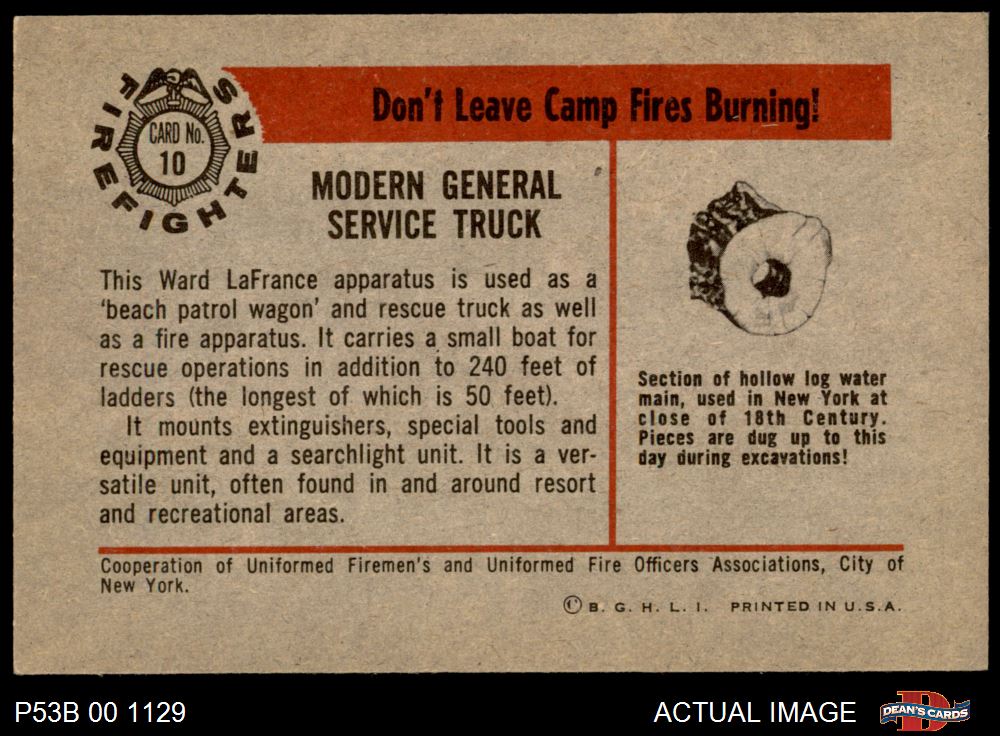 FIREFIGHTERS
CARD No.
10
Don't Leave Camp Fires Burning!
MODERN GENERAL
SERVICE TRUCK
This Ward LaFrance apparatus is used as a
'beach patrol wagon' and rescue truck as well
as a fire apparatus. It carries a small boat for
rescue operations in addition to 240 feet of
ladders (the longest of which is 50 feet).
It mounts extinguishers, special tools and
equipment and a searchlight unit. It is a ver-
satile unit, often found in and around resort
and recreational areas.
Section of hollow log water
main, used in New York at
close of 18th Century.
Pieces are dug up to this
day during excavations!
Cooperation of Uniformed Firemen's and Uniformed Fire Officers Associations, City of
New York.
© B. G. H. L. I. PRINTED IN U.S.A.
P53B 00 1129
ACTUAL IMAGE
D
DEAN'S CARDS